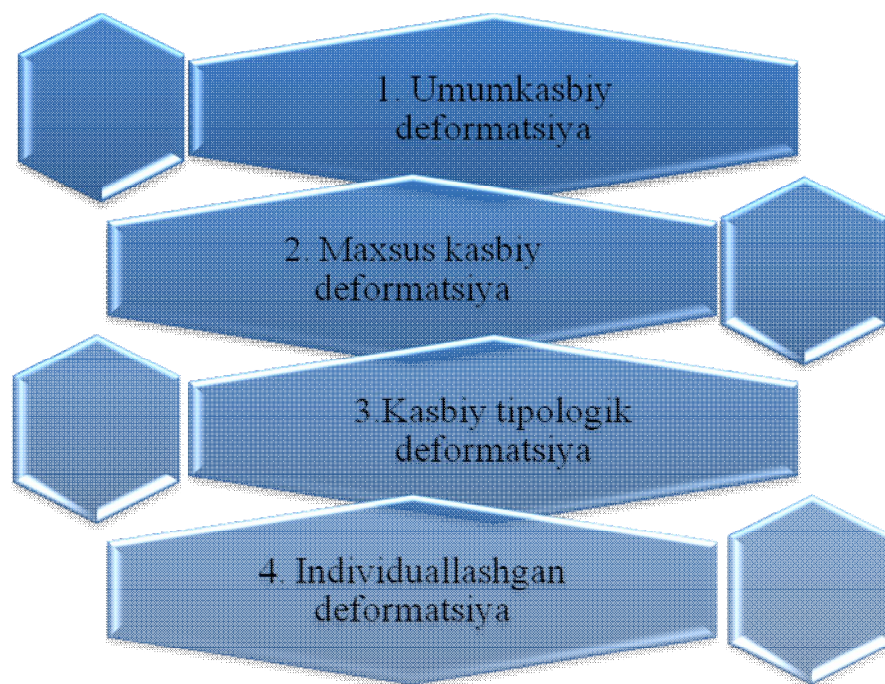 1. Umumkasbiy
deformatsiya
2. Maxsus kasbiy
deformatsiya
3.Kasbiy tipologik
deformatsiya
4. Individuallashgan
deformatsiya